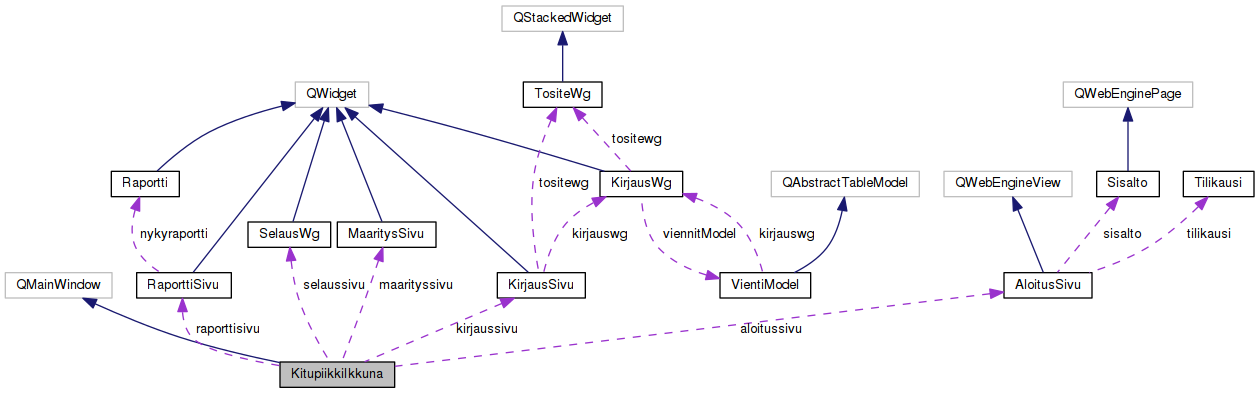 QStackedWidget
QWidget
TositeWg
QWebEnginePage
tositewg
Raportti
tositewg
KirjausWg
QAbstractTableModel
QWebEngineView
Sisalto
Tilikausi
nykyraportti
SelausWg
MaaritysSivu
kirjauswg
viennitModel
kirjauswg
sisalto
tilikausi
QMainWindow
RaporttiSivu
selaussivu
maarityssivu
KirjausSivu
VientiModel
AloitusSivu
raporttisivu
kirjaussivu
aloitussivu
KitupiikkiIkkuna